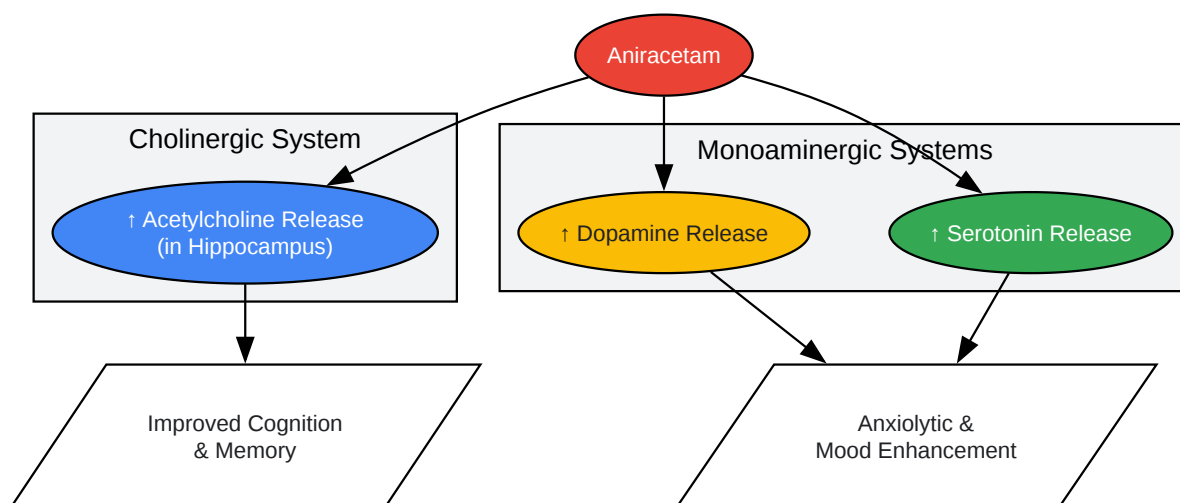 Aniracetam
Cholinergic System
Monoaminergic Systems
↑ Acetylcholine Release
(in Hippocampus)
↑ Dopamine Release
↑ Serotonin Release
Improved Cognition
& Memory
Anxiolytic &
Mood Enhancement